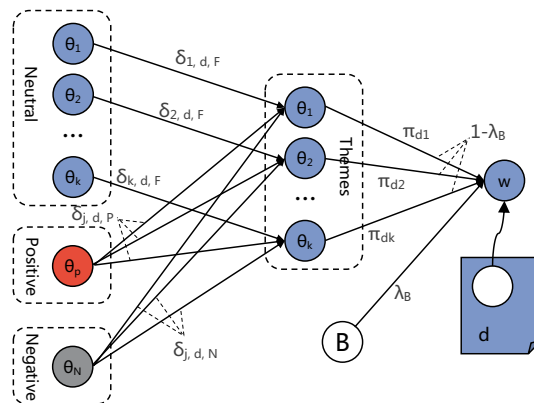 Neutral
θ1
θ2
...
θk
Positive
θp
Negative
θN
δ1, d, F
δ2, d, F
δk, d, F
δj, d, P
δj, d, N
Themes
θ1
θ2
...
θk
πd1
πd2
πdk
1-λB
λB
B
w
d